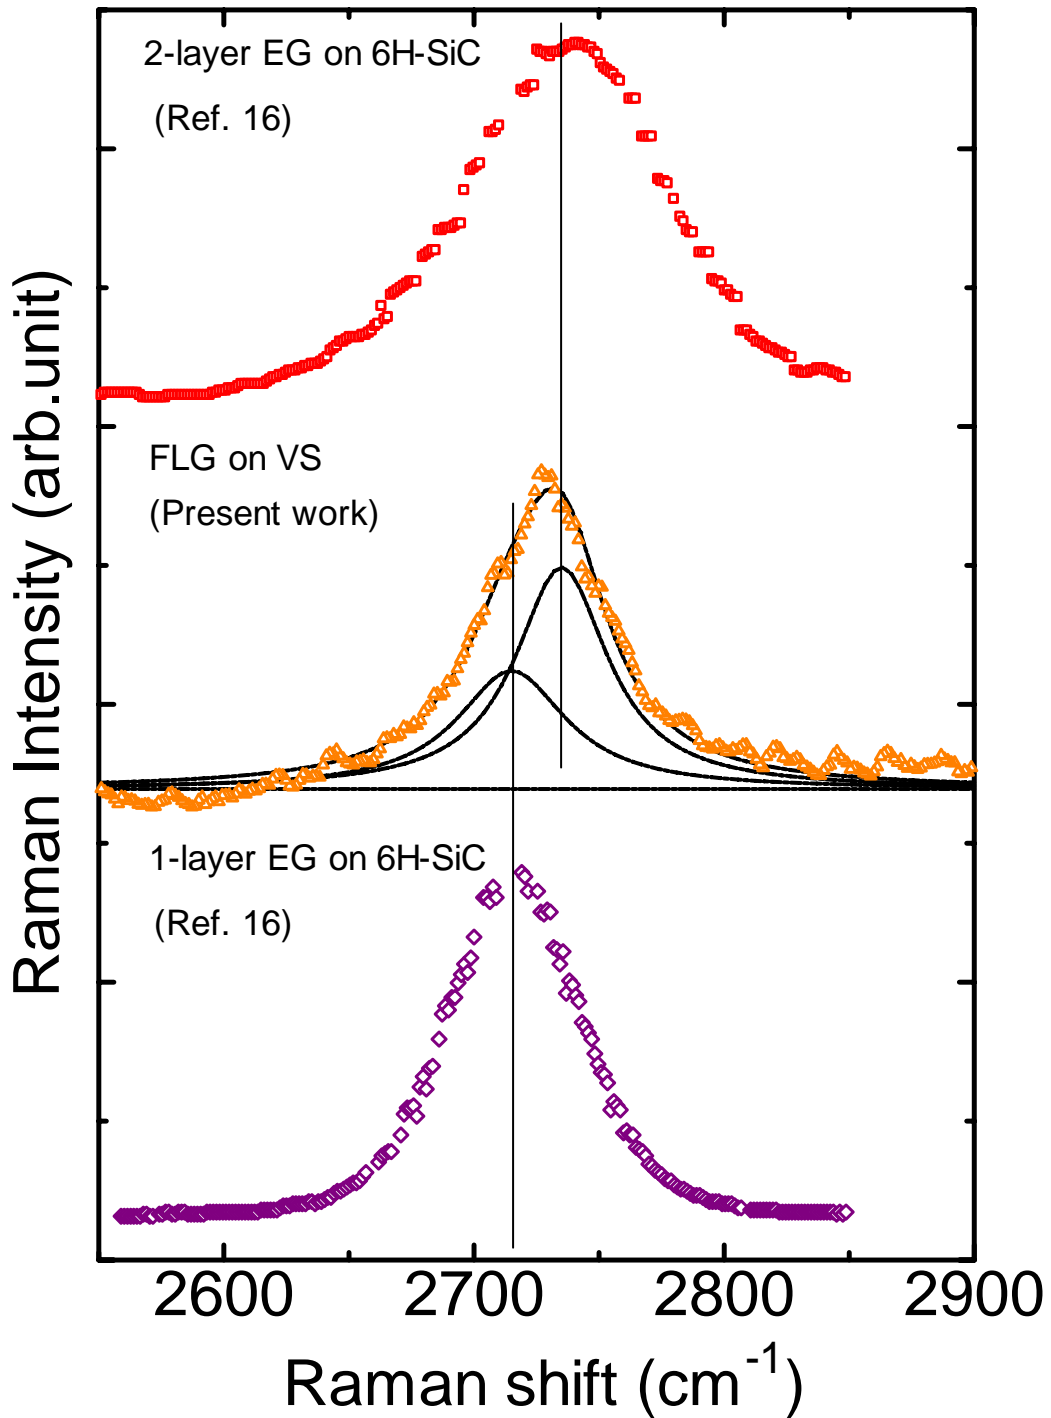 2-layer EG on 6H-SiC
(Ref. 16)
FLG on VS
(Present work)
1-layer EG on 6H-SiC
(Ref. 16)
Raman Intensity (arb.unit)
2600 2700 2800 2900
Raman shift (cm⁻¹)